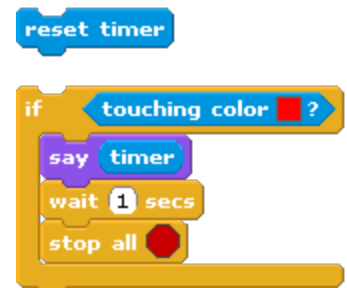 reset timer
if touching color ?
say timer
wait 1 secs
stop all